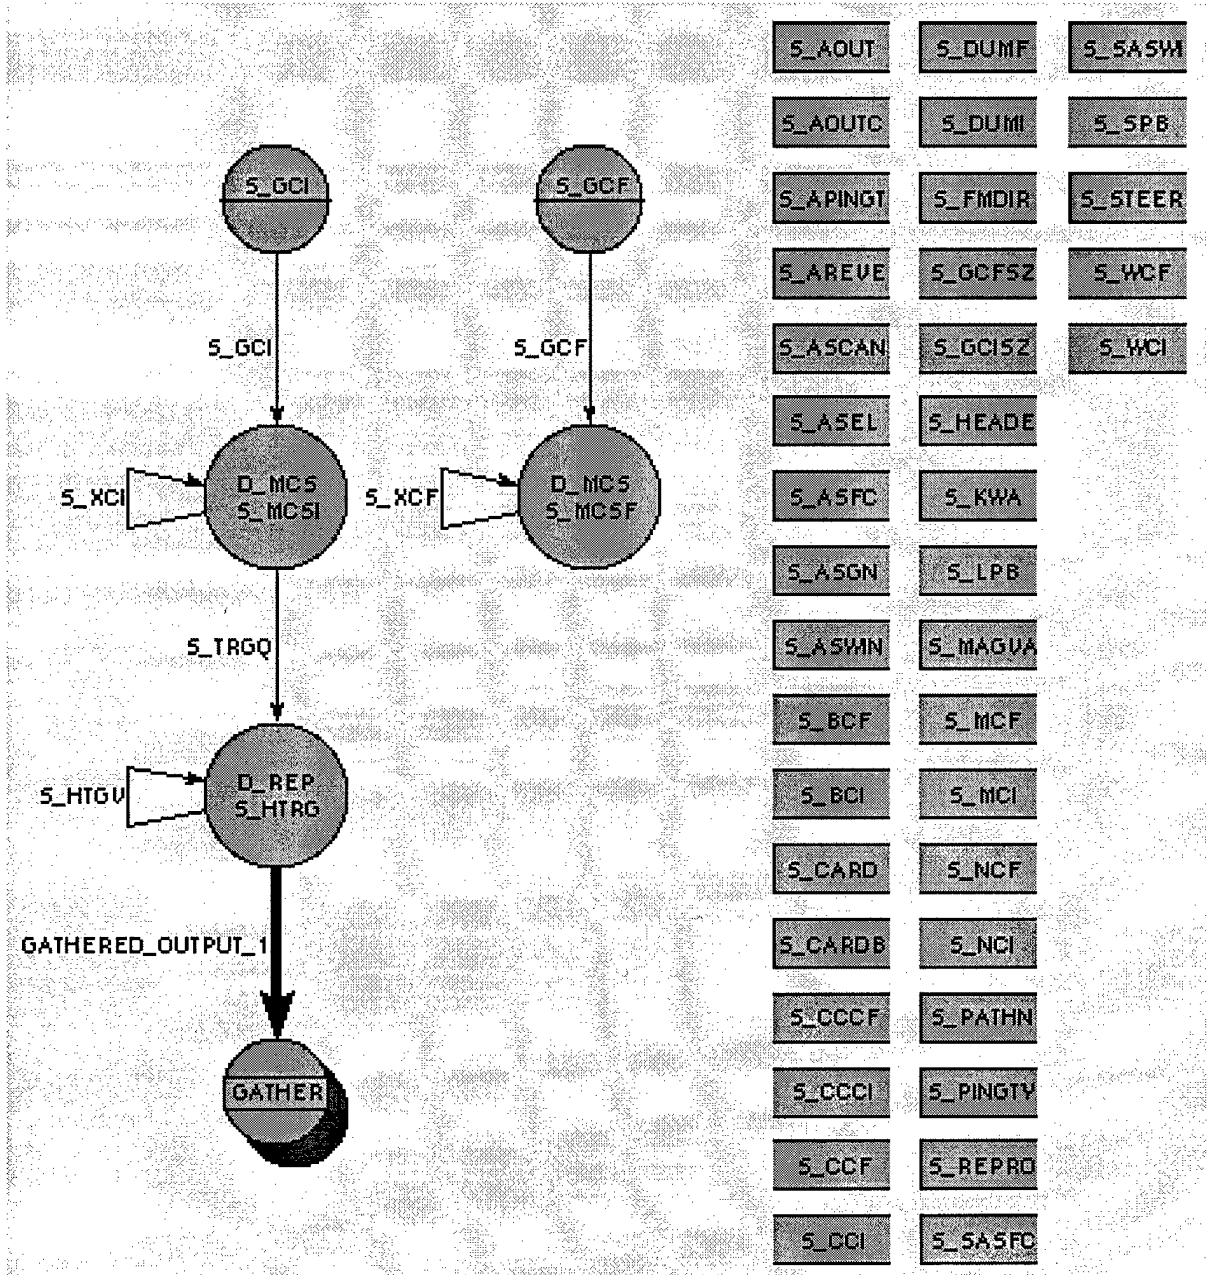 S_GCI
S_GCF
S_GCI
S_GCF
S_XCI
D_MCS
S_MCSI
S_XCF
D_MCS
S_MCSF
S_TRGQ
S_HTGV
D_REP
S_HTRG
GATHERED_OUTPUT_1
GATHER
S_AOUT
S_DUMF
S_SASWI
S_AOUTC
S_DUMI
S_SPB
S_APINGT
S_FMDIR
S_STEER
S_AREVE
S_GCFSZ
S_WCF
S_ASCAN
S_GCISZ
S_WCI
S_ASEL
S_HEADE
S_ASFC
S_KWA
S_ASGN
S_LPB
S_ASWIN
S_MAGVA
S_BCF
S_MCF
S_BCI
S_MCI
S_CARD
S_NCF
S_CARDB
S_NCI
S_CCCF
S_PATHN
S_CCCI
S_PINGTY
S_CCF
S_REPRO
S_CCI
S_SASFC